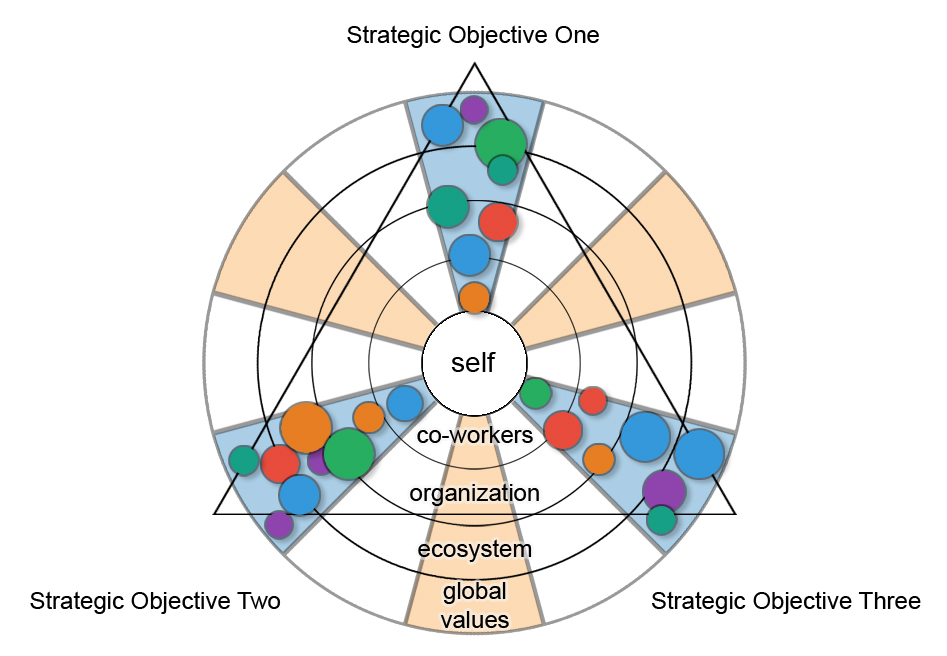 Strategic Objective One
self
co-workers
organization
ecosystem
global
values
Strategic Objective Two
Strategic Objective Three